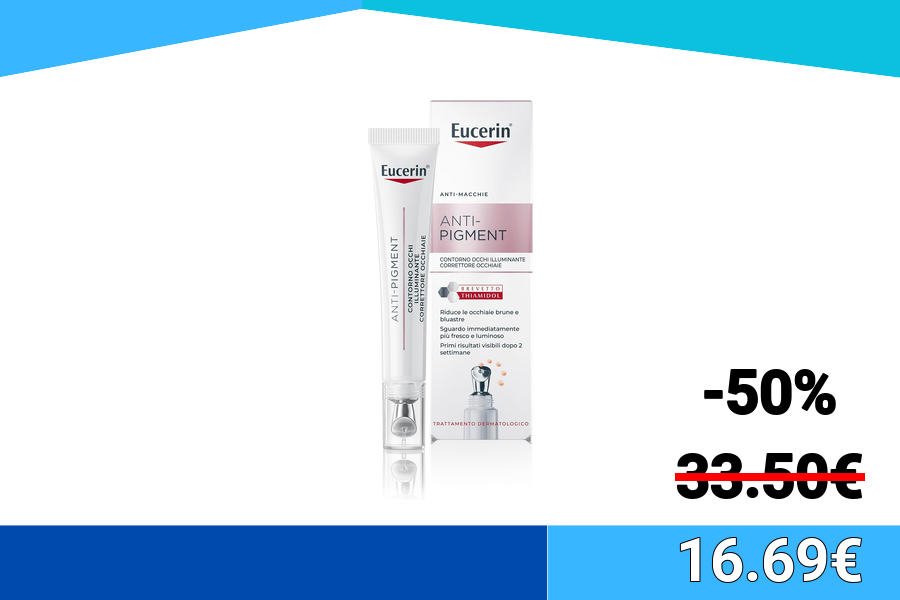 Eucerin®
ANTI-PIGMENT
CONTORNO OCCHI
ILLUMINANTE
CORRETTORE OCCHIAIE
Eucerin®
ANTI-MACCHIE
ANTI-
PIGMENT
CONTORNO OCCHI ILLUMINANTE
CORRETTORE OCCHIAIE
BREVETTO
THIAMIDOL
Riduce le occhiaie brune e
bluastre
Sguardo immediatamente
più fresco e luminoso
Primi risultati visibili dopo 2
settimane
TRATTAMENTO DERMATOLOGICO
-50%
33.50€
16.69€